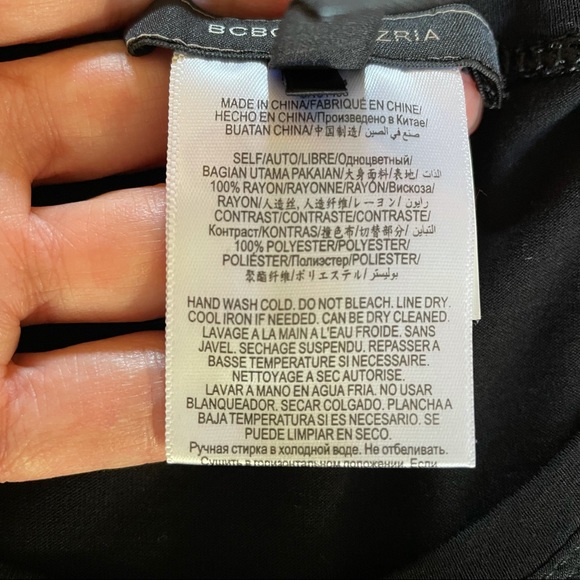 BCBG ZRIA
MADE IN CHINA/FABRIQUÉ EN CHINE/
HECHO EN CHINA/Произведено в Китае/
BUATAN CHINA/中国制造/ صنع في الصين
SELF/AUTO/LIBRE/Одноцветный/
BAGIAN UTAMA PAKAIAN/大身面料/表地/ الذات
100% RAYON/RAYONNE/RAYÓN/Вискоза/
RAYON/人造丝, 人造纤维/レーヨン/ رايون
CONTRAST/CONTRASTE/CONTRASTE/
Контраст/KONTRAS/撞色布/切替部分/ التباين
100% POLYESTER/POLYESTER/
POLIÉSTER/Полиэстер/POLIESTER/
聚酯纤维/ポリエステル/ بوليستر
HAND WASH COLD. DO NOT BLEACH. LINE DRY.
COOL IRON IF NEEDED. CAN BE DRY CLEANED.
LAVAGE A LA MAIN A L'EAU FROIDE. SANS
JAVEL. SECHAGE SUSPENDU. REPASSER A
BASSE TEMPERATURE SI NECESSAIRE.
NETTOYAGE A SEC AUTORISE.
LAVAR A MANO EN AGUA FRIA. NO USAR
BLANQUEADOR. SECAR COLGADO. PLANCHA A
BAJA TEMPERATURA SI ES NECESARIO. SE
PUEDE LIMPIAR EN SECO.
Ручная стирка в холодной воде. Не отбеливать.
Сушить в горизонтальном положении. Если